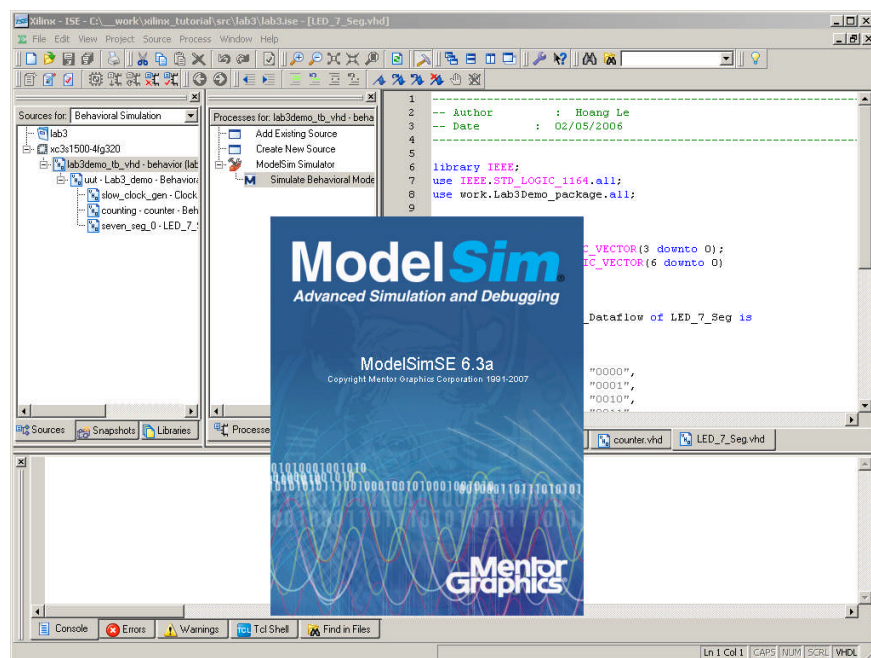 Xilinx - ISE - C:\__work\xilinx_tutorial\src\lab3\lab3.ise - [LED_7_Seg.vhd]
File Edit View Project Source Process Window Help
Sources for: Behavioral Simulation
lab3
xc3s1500-4fg320
lab3demo_tb_vhd - behavior (lab
uut - Lab3_demo - Behaviora
slow_clock_gen - Clock
counting - counter - Beh
seven_seg_0 - LED_7_
Sources
Snapshots
Libraries
Processes for: lab3demo_tb_vhd - beha
Add Existing Source
Create New Source
ModelSim Simulator
Simulate Behavioral Mode
Processe
1 --------------------------------------------------
2 -- Author : Hoang Le
3 -- Date : 02/05/2006
4 --------------------------------------------------
5
6 library IEEE;
7 use IEEE.STD_LOGIC_1164.all;
8 use work.Lab3Demo_package.all;
9
C_VECTOR(3 downto 0);
IC_VECTOR(6 downto 0)
_Dataflow of LED_7_Seg is
"0000",
"0001",
"0010",
"0011"
counter.vhd
LED_7_Seg.vhd
ModelSim
Advanced Simulation and Debugging
ModelSimSE 6.3a
Copyright Mentor Graphics Corporation 1991-2007
Mentor
Graphics
Console
Errors
Warnings
TCL
Tcl Shell
Find in Files
Ln 1 Col 1
CAPS
NUM
SCRL
VHDL